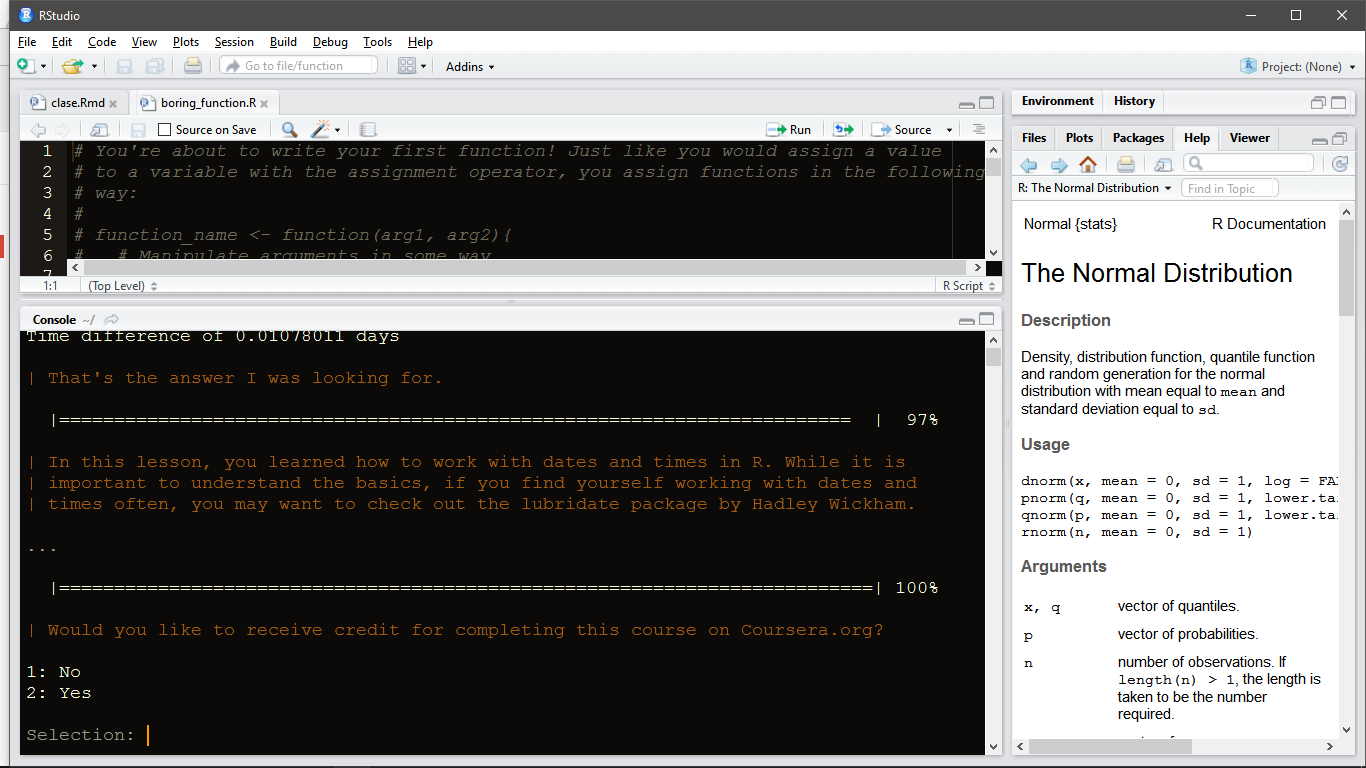 RStudio
File Edit Code View Plots Session Build Debug Tools Help
Go to file/function Addins Project: (None)
clase.Rmd boring_function.R
Source on Save Run Source
1 # You're about to write your first function! Just like you would assign a value
2 # to a variable with the assignment operator, you assign functions in the following
3 # way:
4 #
5 # function_name <- function(arg1, arg2){
6 #   # Manipulate arguments in some way
7
1:1 (Top Level) R Script
Console ~/
Time difference of 0.01078011 days
| That's the answer I was looking for.
|=========================================================================  |  97%
| In this lesson, you learned how to work with dates and times in R. While it is
| important to understand the basics, if you find yourself working with dates and
| times often, you may want to check out the lubridate package by Hadley Wickham.
...
|===========================================================================| 100%
| Would you like to receive credit for completing this course on Coursera.org?
1: No
2: Yes
Selection:
Environment History
Files Plots Packages Help Viewer
R: The Normal Distribution Find in Topic
Normal {stats} R Documentation
The Normal Distribution
Description
Density, distribution function, quantile function
and random generation for the normal
distribution with mean equal to mean and
standard deviation equal to sd.
Usage
dnorm(x, mean = 0, sd = 1, log = FA
pnorm(q, mean = 0, sd = 1, lower.ta
qnorm(p, mean = 0, sd = 1, lower.ta
rnorm(n, mean = 0, sd = 1)
Arguments
x, q vector of quantiles.
p vector of probabilities.
n number of observations. If
length(n) > 1, the length is
taken to be the number
required.